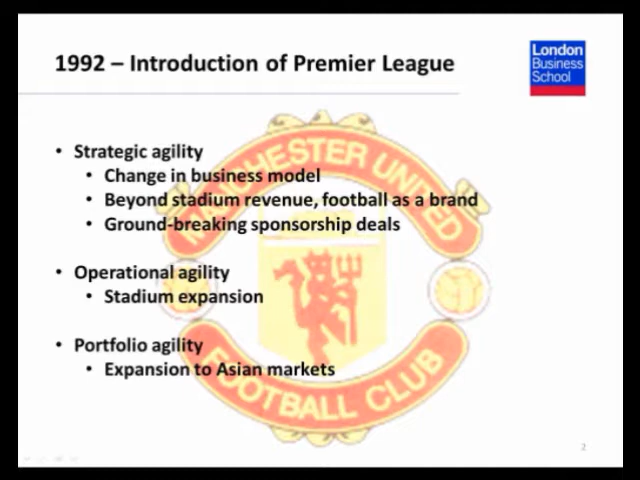 1992 – Introduction of Premier League
London
Business
School
• Strategic agility
• Change in business model
• Beyond stadium revenue, football as a brand
• Ground-breaking sponsorship deals
• Operational agility
• Stadium expansion
• Portfolio agility
• Expansion to Asian markets
MANCHESTER UNITED
FOOTBALL CLUB
2